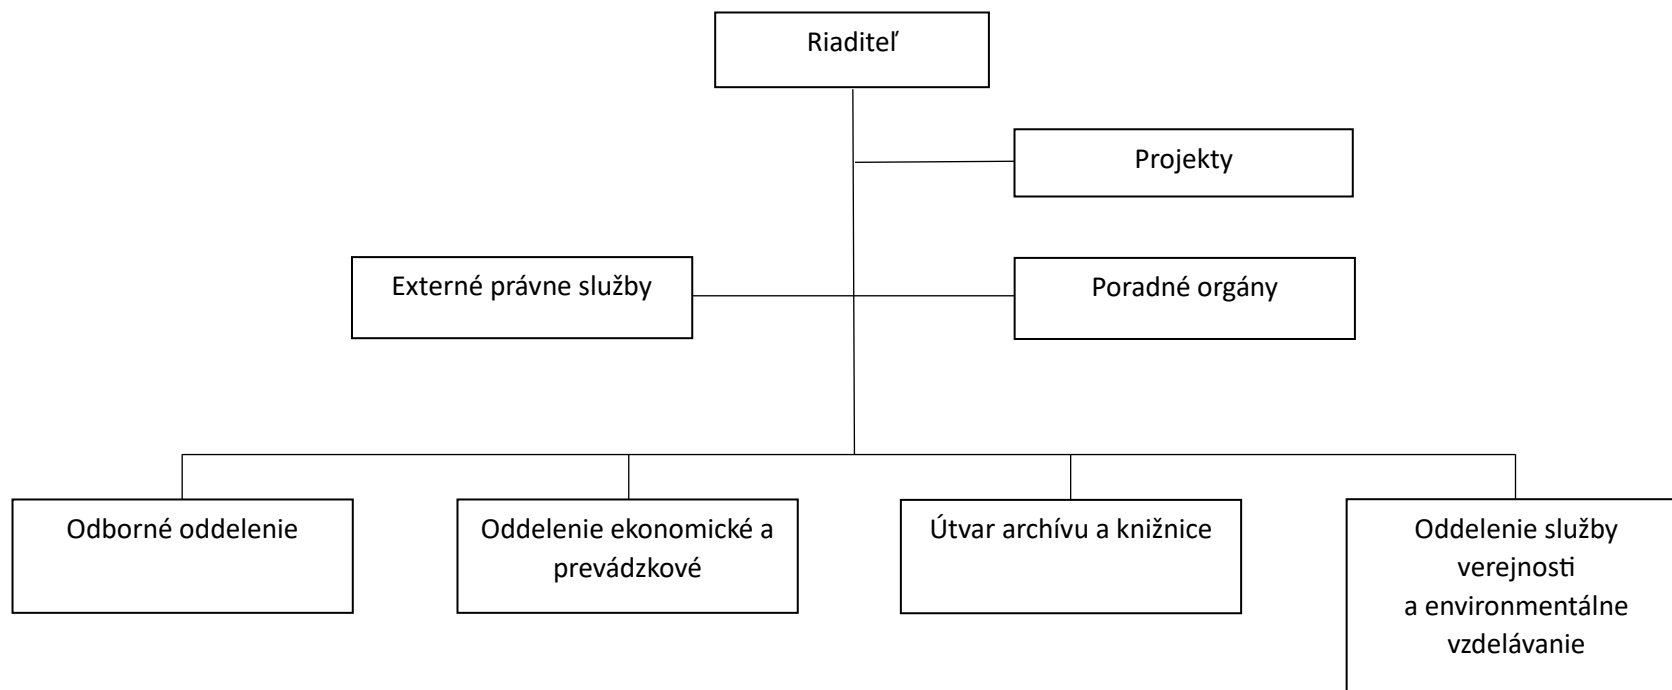 Riaditeľ
Projekty
Externé právne služby
Poradné orgány
Odborné oddelenie
Oddelenie ekonomické a
prevádzkové
Útvar archívu a knižnice
Oddelenie služby
verejnosti
a environmentálne
vzdelávanie